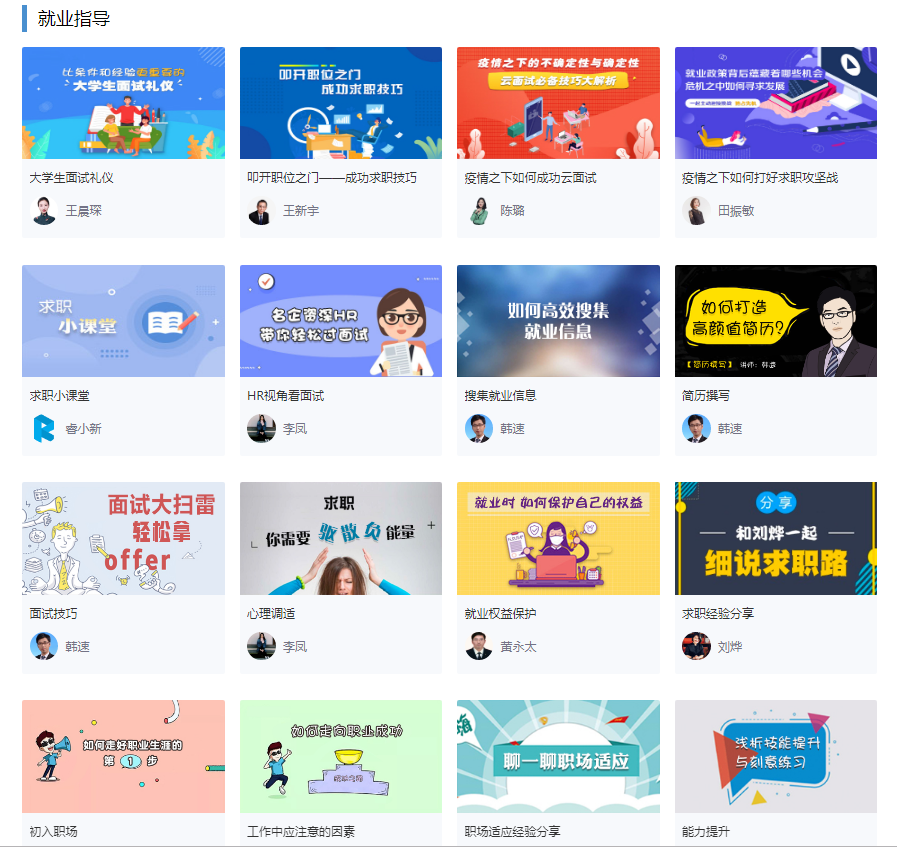 就业指导
比条件和经验更重要的
大学生面试礼仪
叩开职位之门
成功求职技巧
疫情之下的不确定性与确定性
云面试必备技巧大解析
就业政策背后蕴藏着哪些机会
危机之中如何寻求发展
大学生面试礼仪
叩开职位之门——成功求职技巧
疫情之下如何成功云面试
疫情之下如何打好求职攻坚战
王晨琛
王新宇
陈璐
田振敏
求职
小课堂
名企资深HR
带你轻松过面试
如何高效搜集
就业信息
如何打造
高颜值简历?
【简历撰写】 讲师:韩速
求职小课堂
HR视角看面试
搜集就业信息
简历撰写
睿小新
李凤
韩速
韩速
面试大扫雷
轻松拿
offer
求职
你需要 驱散负能量
就业时 如何保护自己的权益
分享
和刘烨一起
细说求职路
面试技巧
心理调适
就业权益保护
求职经验分享
韩速
李凤
黄永太
刘烨
如何走好职业生涯的
第 1 步
如何走向职业成功
聊一聊职场适应
浅析技能提升
与刻意练习
初入职场
工作中应注意的因素
职场适应经验分享
能力提升